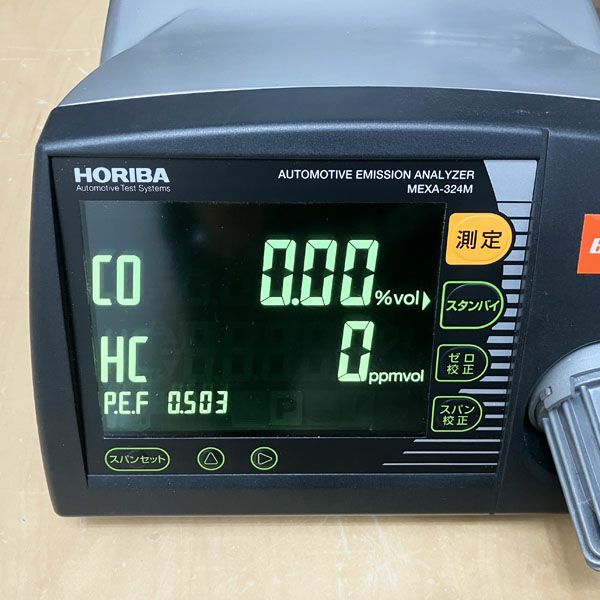 HORIBA
Automotive Test Systems
AUTOMOTIVE EMISSION ANALYZER
MEXA-324M
測定
CO 0.00 %vol
スタンバイ
HC 0 ppmvol
ゼロ
校正
P.E.F 0.503
スパン
校正
スパンセット